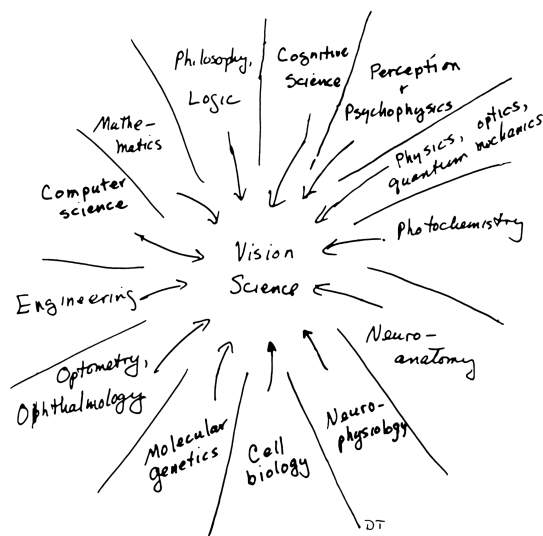 Philosophy,
Logic
Cognitive
Science
Perception
+
Psychophysics
Physics, optics,
quantum mechanics
Photochemistry
Neuro-
anatomy
Neuro-
physiology
Cell
biology
Molecular
genetics
Optometry,
Ophthalmology
Engineering
Computer
science
Mathe-
matics
Vision
Science
DT